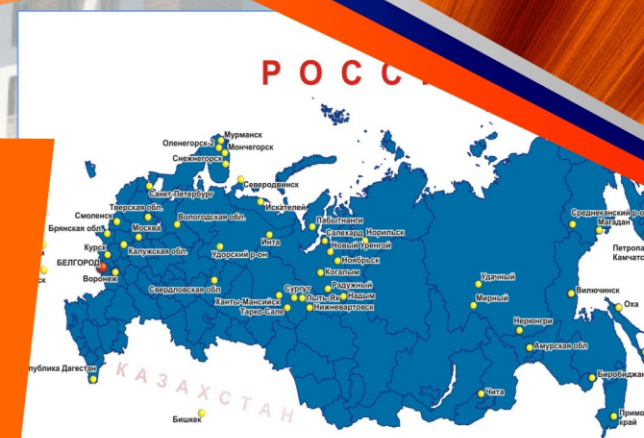 РОСС
Мурманск
Оленегорск-2
Мончегорск
Снежногорск
Северодвинск
Санкт-Петербург
Искателей
Тверская обл.
Смоленск
Вологодская обл.
Лабытнанги
Среднеканский р-о
Магадан
Брянская обл.
Москва
Салехард Норильск
Инта
Новый Уренгой
Курск
Калужская обл.
Удорский р-он
Петропа
Камчатс
БЕЛГОРОД
Ноябрьск
Воронеж
Когалым
Удачный
Свердловская обл
Сургут
Радужный
Вилючинск
Ханты-Мансийск
Пыть-Ях
Надым
Мирный
Оха
Тарко-Сале
Нижневартовск
Нерюнгри
Амурская обл
публика Дагестан
КАЗАХСТАН
Чита
Биробиджан
Бишкек
Примо
край